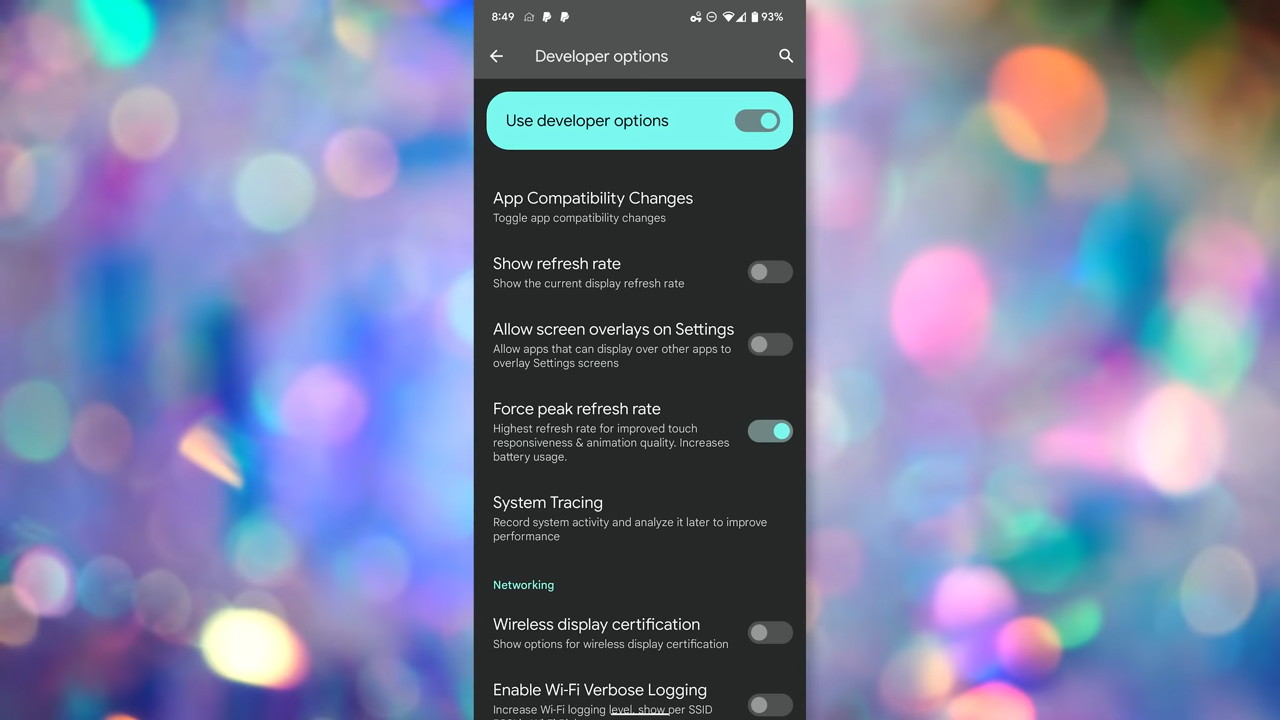 8:49 93%
Developer options
Use developer options
App Compatibility Changes
Toggle app compatibility changes
Show refresh rate
Show the current display refresh rate
Allow screen overlays on Settings
Allow apps that can display over other apps to
overlay Settings screens
Force peak refresh rate
Highest refresh rate for improved touch
responsiveness & animation quality. Increases
battery usage.
System Tracing
Record system activity and analyze it later to improve
performance
Networking
Wireless display certification
Show options for wireless display certification
Enable Wi-Fi Verbose Logging
Increase Wi-Fi logging level, show per SSID